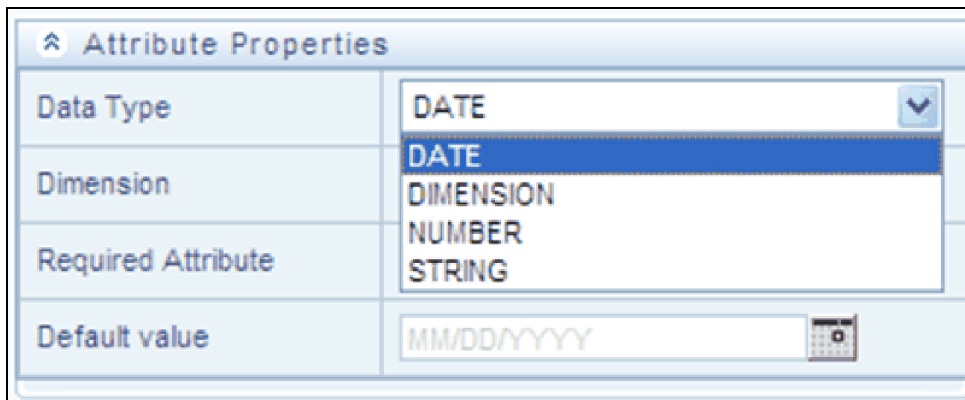 Attribute Properties
Data Type DATE
DATE
Dimension DIMENSION
NUMBER
Required Attribute STRING
Default value MM/DD/YYYY